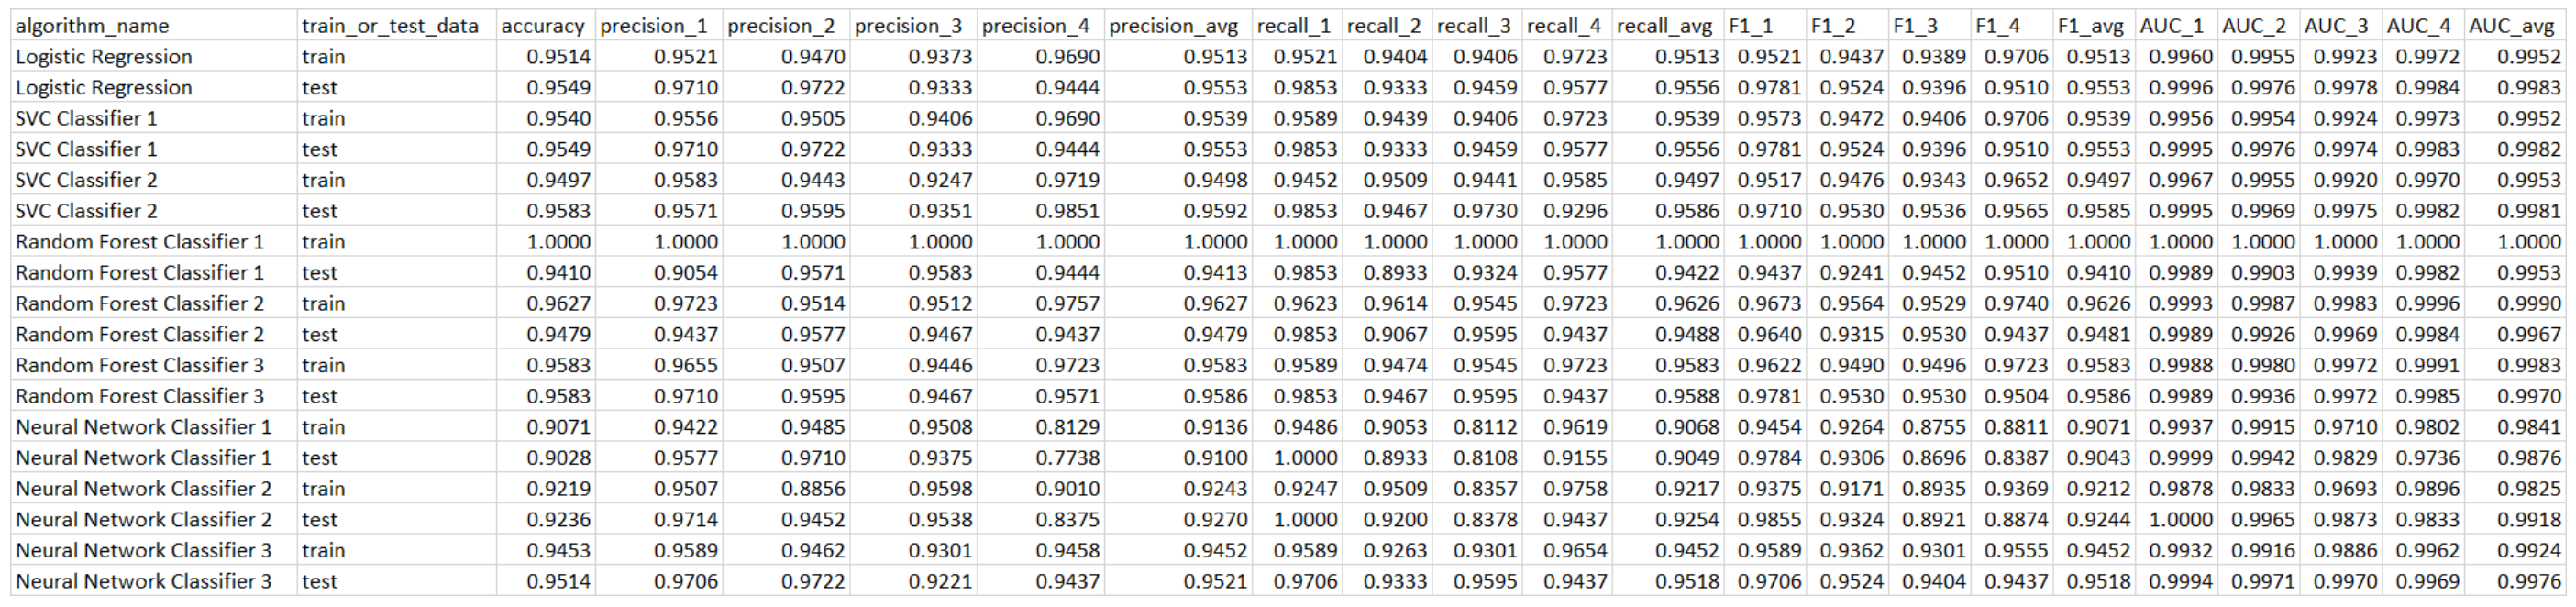 algorithm_name train_or_test_data accuracy precision_1 precision_2 precision_3 precision_4 precision_avg recall_1 recall_2 recall_3 recall_4 recall_avg F1_1 F1_2 F1_3 F1_4 F1_avg AUC_1 AUC_2 AUC_3 AUC_4 AUC_avg
Logistic Regression train 0.9514 0.9521 0.9470 0.9373 0.9690 0.9513 0.9521 0.9404 0.9406 0.9723 0.9513 0.9521 0.9437 0.9389 0.9706 0.9513 0.9960 0.9955 0.9923 0.9972 0.9952
Logistic Regression test 0.9549 0.9710 0.9722 0.9333 0.9444 0.9553 0.9853 0.9333 0.9459 0.9577 0.9556 0.9781 0.9524 0.9396 0.9510 0.9553 0.9996 0.9976 0.9978 0.9984 0.9983
SVC Classifier 1 train 0.9540 0.9556 0.9505 0.9406 0.9690 0.9539 0.9589 0.9439 0.9406 0.9723 0.9539 0.9573 0.9472 0.9406 0.9706 0.9539 0.9956 0.9954 0.9924 0.9973 0.9952
SVC Classifier 1 test 0.9549 0.9710 0.9722 0.9333 0.9444 0.9553 0.9853 0.9333 0.9459 0.9577 0.9556 0.9781 0.9524 0.9396 0.9510 0.9553 0.9995 0.9976 0.9974 0.9983 0.9982
SVC Classifier 2 train 0.9497 0.9583 0.9443 0.9247 0.9719 0.9498 0.9452 0.9509 0.9441 0.9585 0.9497 0.9517 0.9476 0.9343 0.9652 0.9497 0.9967 0.9955 0.9920 0.9970 0.9953
SVC Classifier 2 test 0.9583 0.9571 0.9595 0.9351 0.9851 0.9592 0.9853 0.9467 0.9730 0.9296 0.9586 0.9710 0.9530 0.9536 0.9565 0.9585 0.9995 0.9969 0.9975 0.9982 0.9981
Random Forest Classifier 1 train 1.0000 1.0000 1.0000 1.0000 1.0000 1.0000 1.0000 1.0000 1.0000 1.0000 1.0000 1.0000 1.0000 1.0000 1.0000 1.0000 1.0000 1.0000 1.0000 1.0000 1.0000
Random Forest Classifier 1 test 0.9410 0.9054 0.9571 0.9583 0.9444 0.9413 0.9853 0.8933 0.9324 0.9577 0.9422 0.9437 0.9241 0.9452 0.9510 0.9410 0.9989 0.9903 0.9939 0.9982 0.9953
Random Forest Classifier 2 train 0.9627 0.9723 0.9514 0.9512 0.9757 0.9627 0.9623 0.9614 0.9545 0.9723 0.9626 0.9673 0.9564 0.9529 0.9740 0.9626 0.9993 0.9987 0.9983 0.9996 0.9990
Random Forest Classifier 2 test 0.9479 0.9437 0.9577 0.9467 0.9437 0.9479 0.9853 0.9067 0.9595 0.9437 0.9488 0.9640 0.9315 0.9530 0.9437 0.9481 0.9989 0.9926 0.9969 0.9984 0.9967
Random Forest Classifier 3 train 0.9583 0.9655 0.9507 0.9446 0.9723 0.9583 0.9589 0.9474 0.9545 0.9723 0.9583 0.9622 0.9490 0.9496 0.9723 0.9583 0.9988 0.9980 0.9972 0.9991 0.9983
Random Forest Classifier 3 test 0.9583 0.9710 0.9595 0.9467 0.9571 0.9586 0.9853 0.9467 0.9595 0.9437 0.9588 0.9781 0.9530 0.9530 0.9504 0.9586 0.9989 0.9936 0.9972 0.9985 0.9970
Neural Network Classifier 1 train 0.9071 0.9422 0.9485 0.9508 0.8129 0.9136 0.9486 0.9053 0.8112 0.9619 0.9068 0.9454 0.9264 0.8755 0.8811 0.9071 0.9937 0.9915 0.9710 0.9802 0.9841
Neural Network Classifier 1 test 0.9028 0.9577 0.9710 0.9375 0.7738 0.9100 1.0000 0.8933 0.8108 0.9155 0.9049 0.9784 0.9306 0.8696 0.8387 0.9043 0.9999 0.9942 0.9829 0.9736 0.9876
Neural Network Classifier 2 train 0.9219 0.9507 0.8856 0.9598 0.9010 0.9243 0.9247 0.9509 0.8357 0.9758 0.9217 0.9375 0.9171 0.8935 0.9369 0.9212 0.9878 0.9833 0.9693 0.9896 0.9825
Neural Network Classifier 2 test 0.9236 0.9714 0.9452 0.9538 0.8375 0.9270 1.0000 0.9200 0.8378 0.9437 0.9254 0.9855 0.9324 0.8921 0.8874 0.9244 1.0000 0.9965 0.9873 0.9833 0.9918
Neural Network Classifier 3 train 0.9453 0.9589 0.9462 0.9301 0.9458 0.9452 0.9589 0.9263 0.9301 0.9654 0.9452 0.9589 0.9362 0.9301 0.9555 0.9452 0.9932 0.9916 0.9886 0.9962 0.9924
Neural Network Classifier 3 test 0.9514 0.9706 0.9722 0.9221 0.9437 0.9521 0.9706 0.9333 0.9595 0.9437 0.9518 0.9706 0.9524 0.9404 0.9437 0.9518 0.9994 0.9971 0.9970 0.9969 0.9976